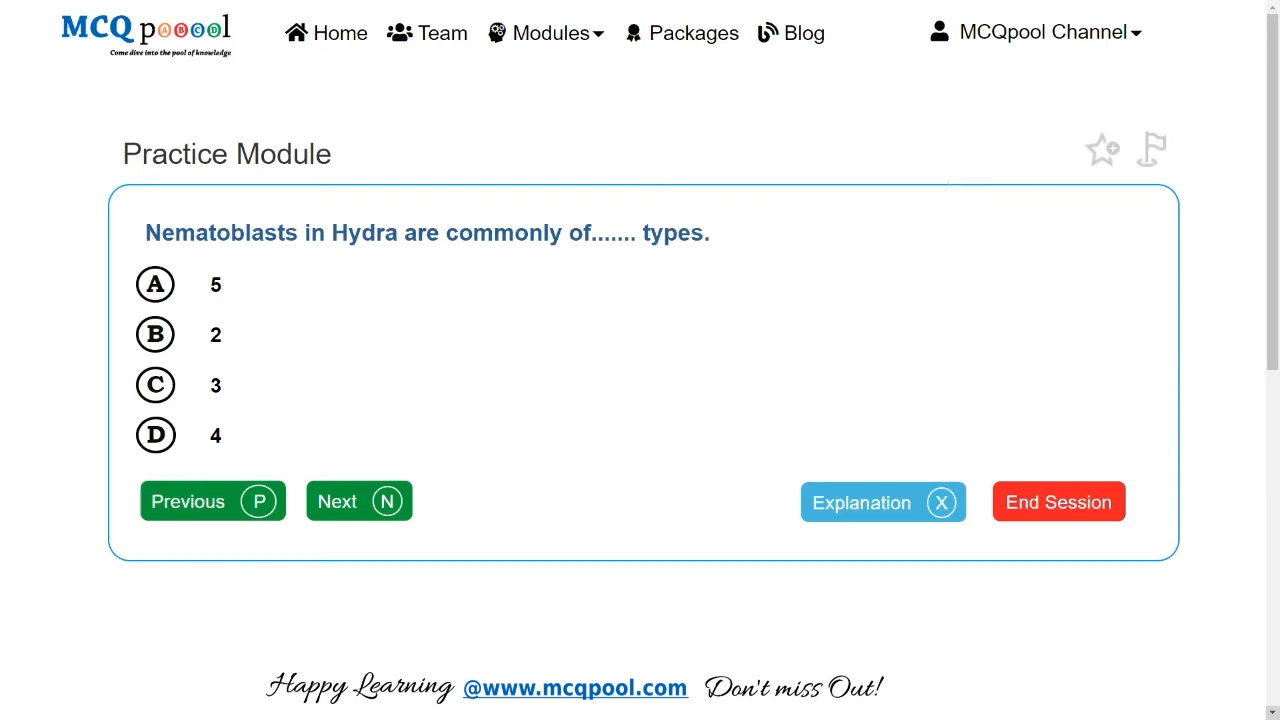 MCQ pooool
Come dive into the pool of knowledge
Home Team Modules Packages Blog MCQpool Channel
Practice Module
Nematoblasts in Hydra are commonly of....... types.
A 5
B 2
C 3
D 4
Previous P Next N Explanation X End Session
Happy Learning @www.mcqpool.com Don't miss Out!